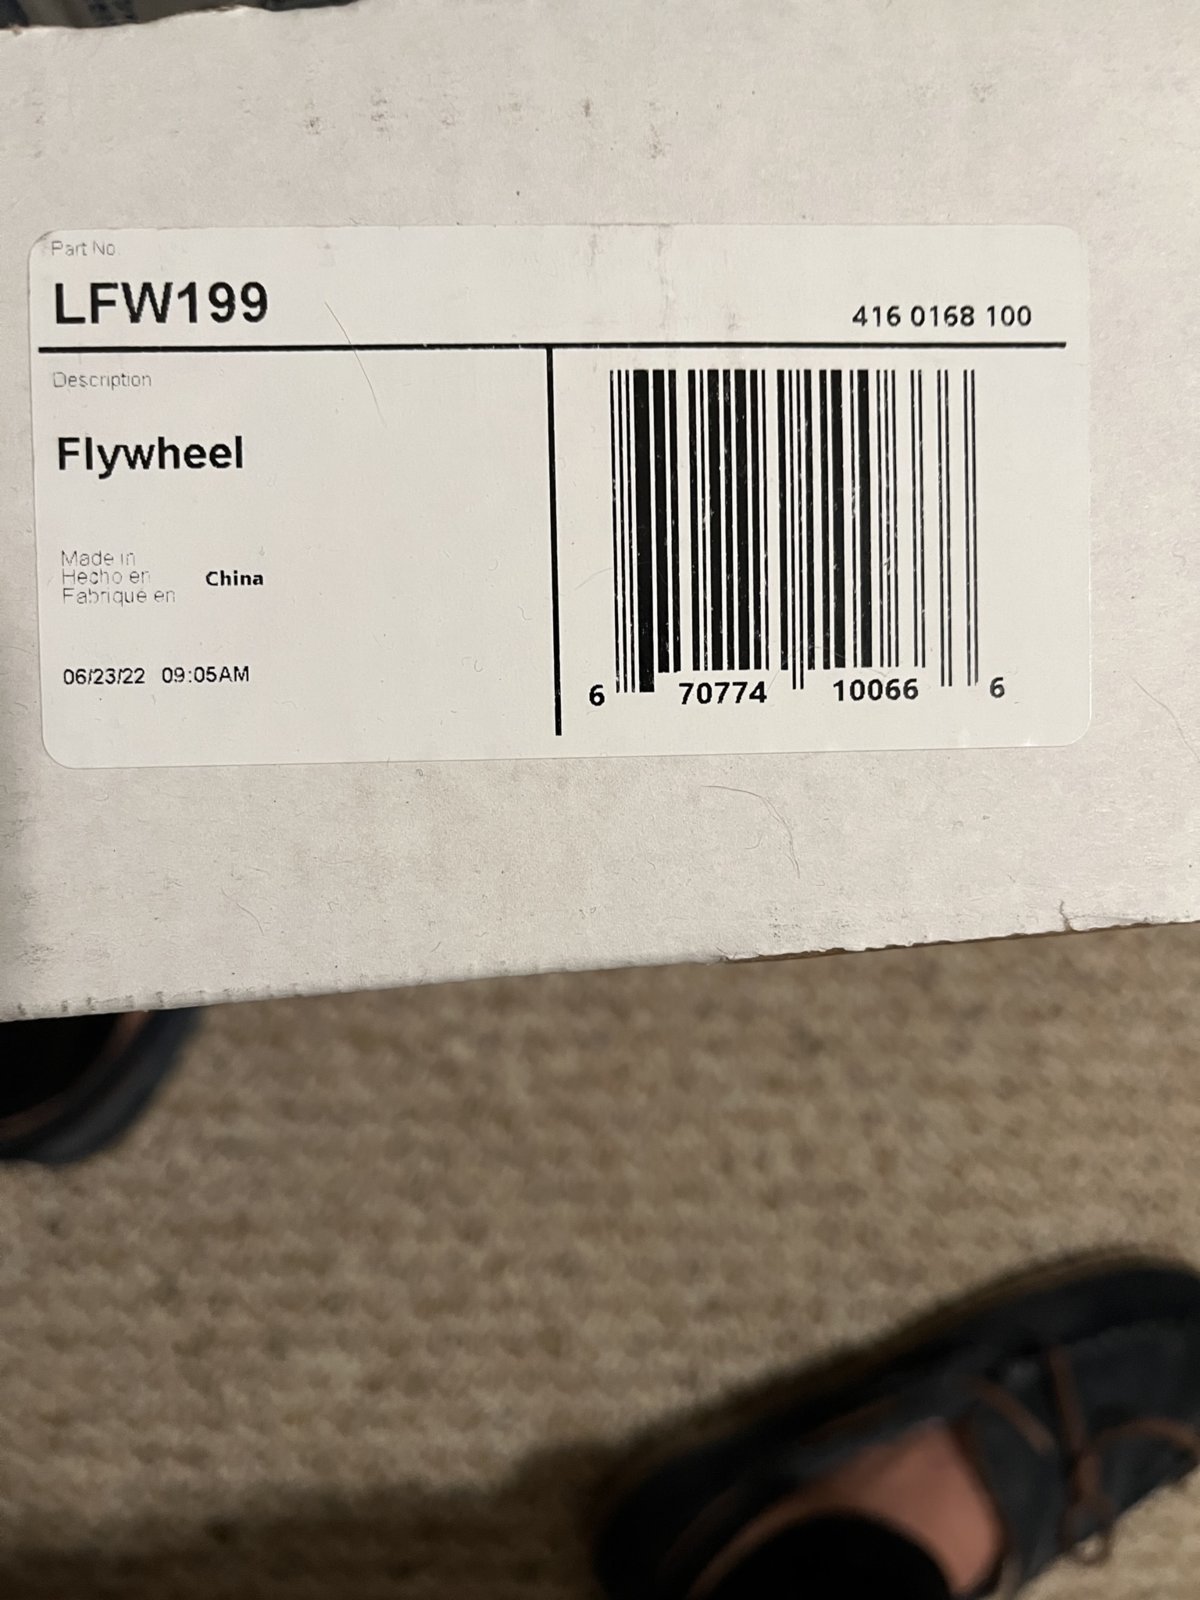 Part No.
LFW199
416 0168 100
Description
Flywheel
Made in
Hecho en
Fabriqué en
China
06/23/22 09:05AM
6 70774 10066 6